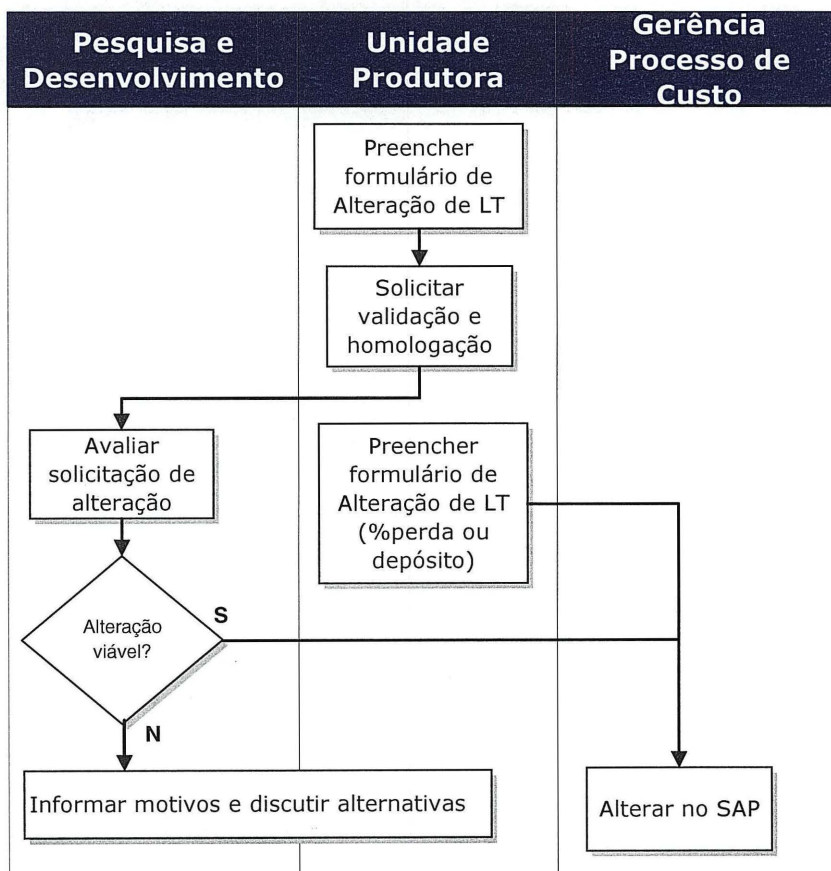 Pesquisa e
Desenvolvimento
Unidade
Produtora
Gerência
Processo de
Custo
Preencher
formulário de
Alteração de LT
Solicitar
validação e
homologação
Avaliar
solicitação de
alteração
Preencher
formulário de
Alteração de LT
(%perda ou
depósito)
Alteração
viável?
S
N
Informar motivos e discutir alternativas
Alterar no SAP